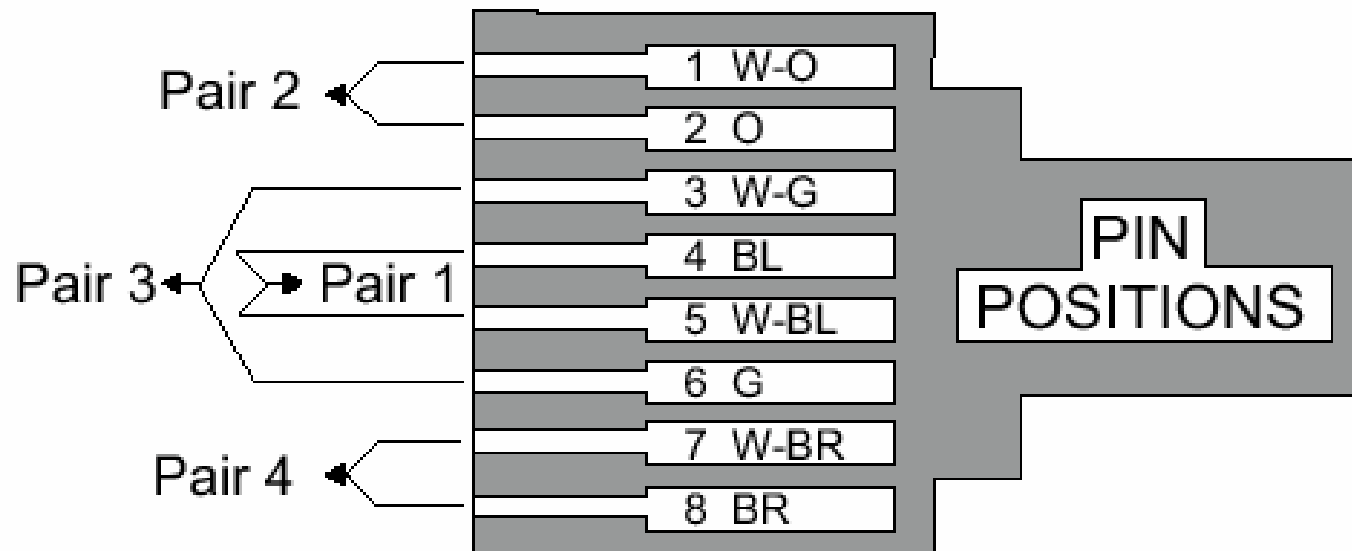 Pair 2
Pair 3
Pair 1
Pair 4
1 W-O
2 O
3 W-G
4 BL
5 W-BL
6 G
7 W-BR
8 BR
PIN
POSITIONS